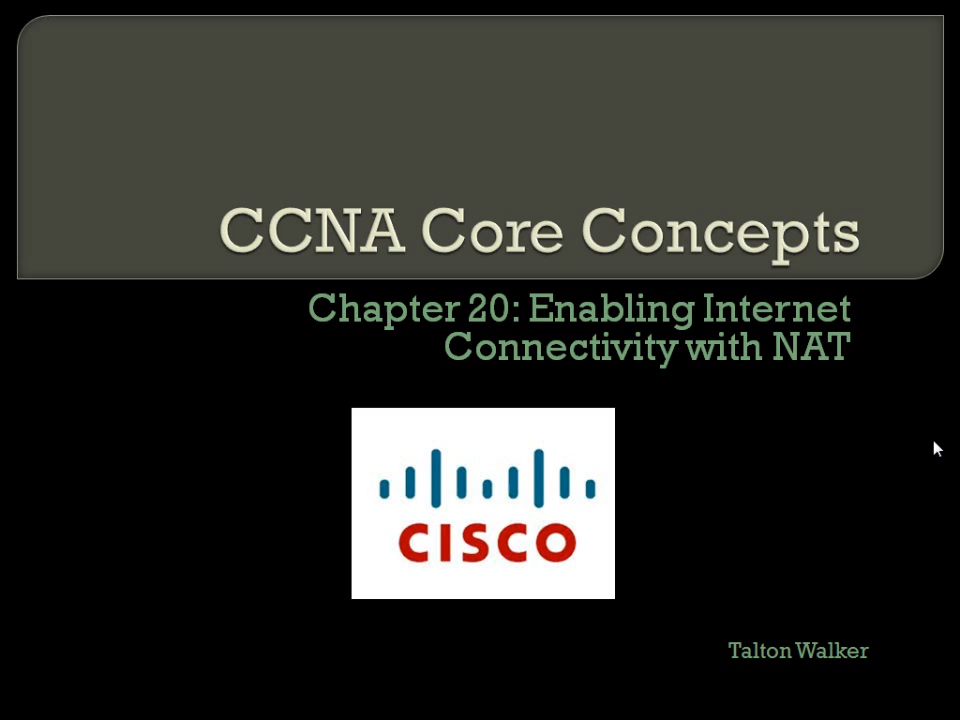 CCNA Core Concepts
Chapter 20: Enabling Internet
Connectivity with NAT
CISCO
Talton Walker